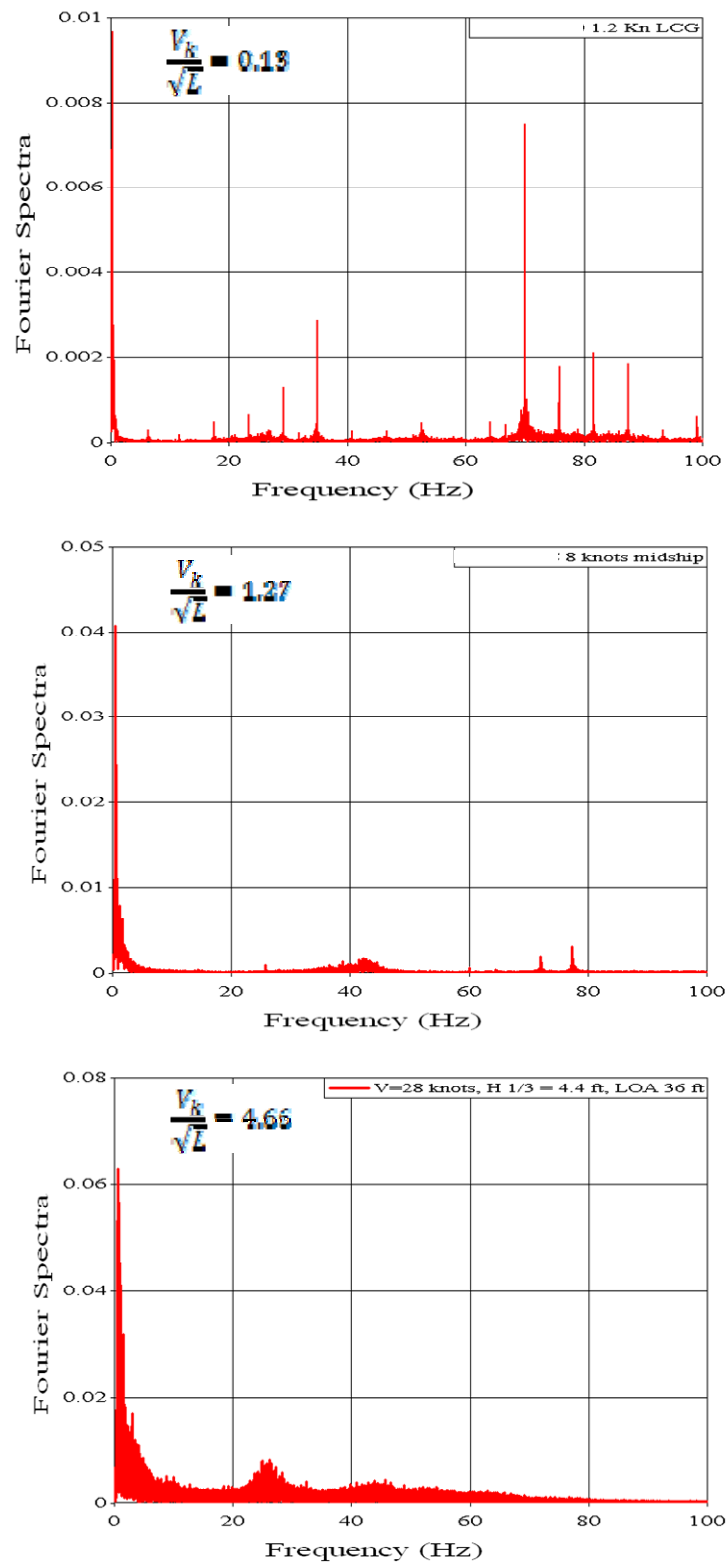 0.01
0.008
0.006
0.004
0.002
0
Fourier Spectra
V_k/√L = 0.13
1.2 Kn LCG
0 20 40 60 80 100
Frequency (Hz)
0.05
0.04
0.03
0.02
0.01
0
Fourier Spectra
V_k/√L = 1.27
8 knots midship
0 20 40 60 80 100
Frequency (Hz)
0.08
0.06
0.04
0.02
0
Fourier Spectra
V_k/√L = 4.66
V=28 knots, H 1/3 = 4.4 ft, LOA 36 ft
0 20 40 60 80 100
Frequency (Hz)